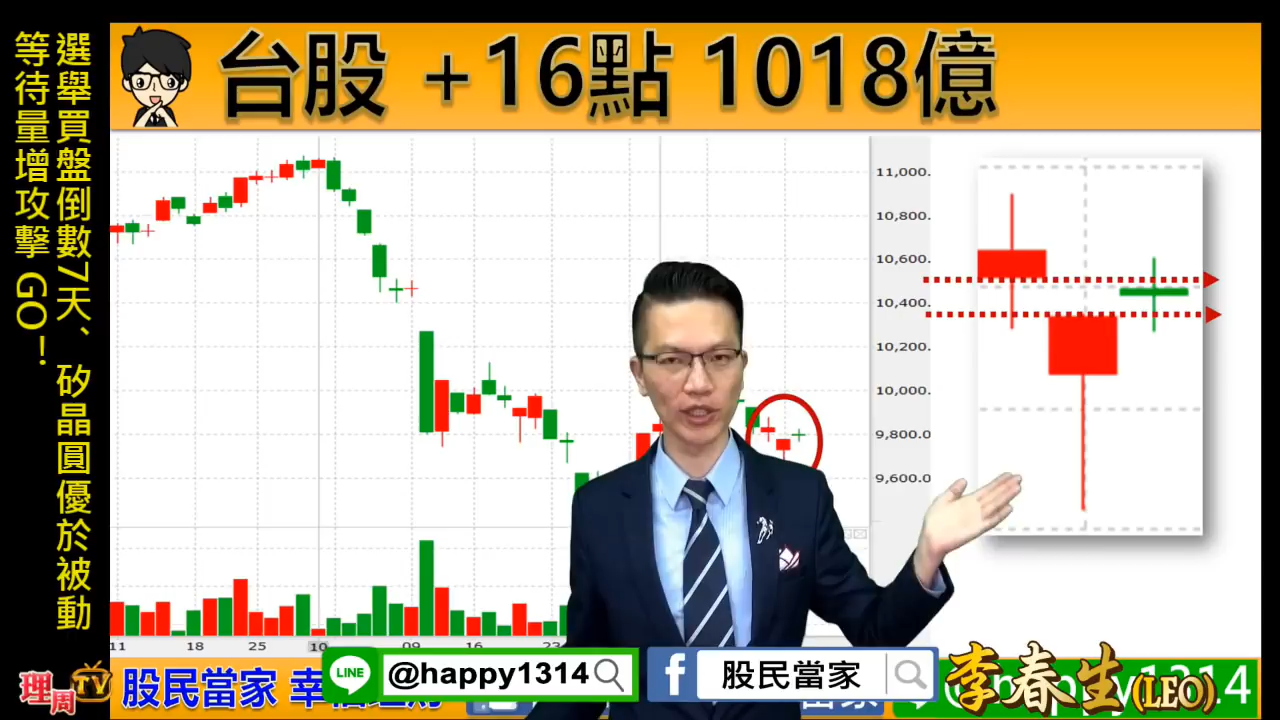 台股 +16點 1018億
選舉買盤倒數7天、矽晶圓優於被動
等待量增攻擊 GO!
11,000.
10,800.
10,600.
10,400.
10,200.
10,000.
9,800.0
9,600.0
11 18 25 10 09 16 23
理周TV
股民當家 幸
LINE @happy1314
f 股民當家
李春生(LEO)